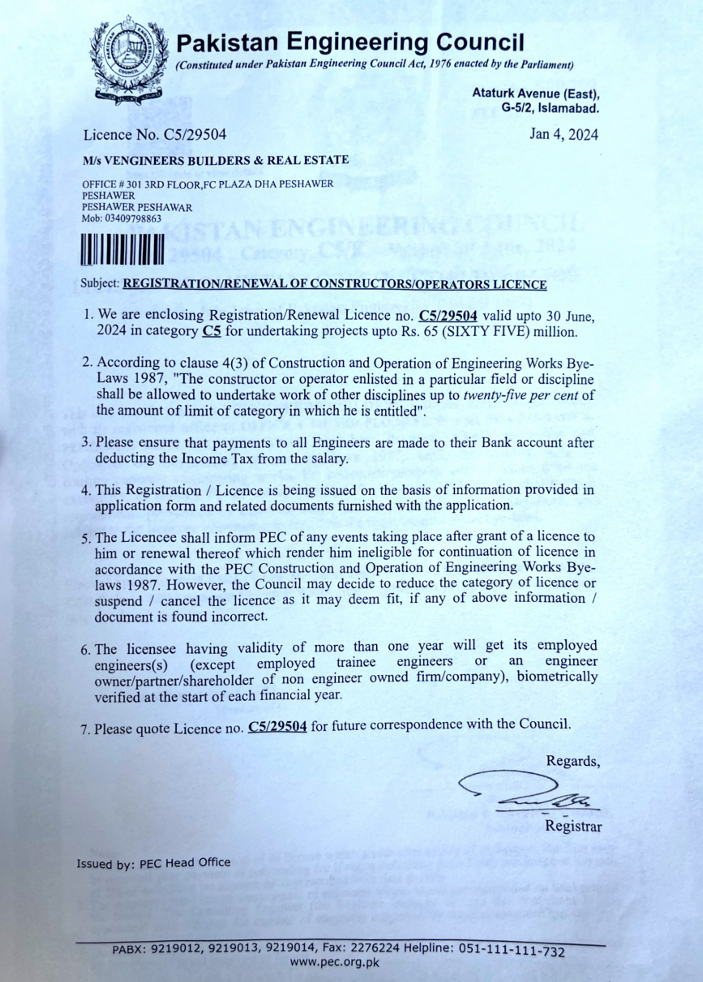 Pakistan Engineering Council
(Constituted under Pakistan Engineering Council Act, 1976 enacted by the Parliament)
Ataturk Avenue (East),
G-5/2, Islamabad.
Licence No. C5/29504
Jan 4, 2024
M/s VENGINEERS BUILDERS & REAL ESTATE
OFFICE # 301 3RD FLOOR,FC PLAZA DHA PESHAWER
PESHAWER
PESHAWER PESHAWAR
Mob: 03409798863
Subject: REGISTRATION/RENEWAL OF CONSTRUCTORS/OPERATORS LICENCE
1. We are enclosing Registration/Renewal Licence no. C5/29504 valid upto 30 June,
2024 in category C5 for undertaking projects upto Rs. 65 (SIXTY FIVE) million.
2. According to clause 4(3) of Construction and Operation of Engineering Works Bye-
Laws 1987, "The constructor or operator enlisted in a particular field or discipline
shall be allowed to undertake work of other disciplines up to twenty-five per cent of
the amount of limit of category in which he is entitled".
3. Please ensure that payments to all Engineers are made to their Bank account after
deducting the Income Tax from the salary.
4. This Registration / Licence is being issued on the basis of information provided in
application form and related documents furnished with the application.
5. The Licencee shall inform PEC of any events taking place after grant of a licence to
him or renewal thereof which render him ineligible for continuation of licence in
accordance with the PEC Construction and Operation of Engineering Works Bye-
laws 1987. However, the Council may decide to reduce the category of licence or
suspend / cancel the licence as it may deem fit, if any of above information /
document is found incorrect.
6. The licensee having validity of more than one year will get its employed
engineers(s) (except employed trainee engineers or an engineer
owner/partner/shareholder of non engineer owned firm/company), biometrically
verified at the start of each financial year.
7. Please quote Licence no. C5/29504 for future correspondence with the Council.
Regards,
Registrar
Issued by: PEC Head Office
PABX: 9219012, 9219013, 9219014, Fax: 2276224 Helpline: 051-111-111-732
www.pec.org.pk